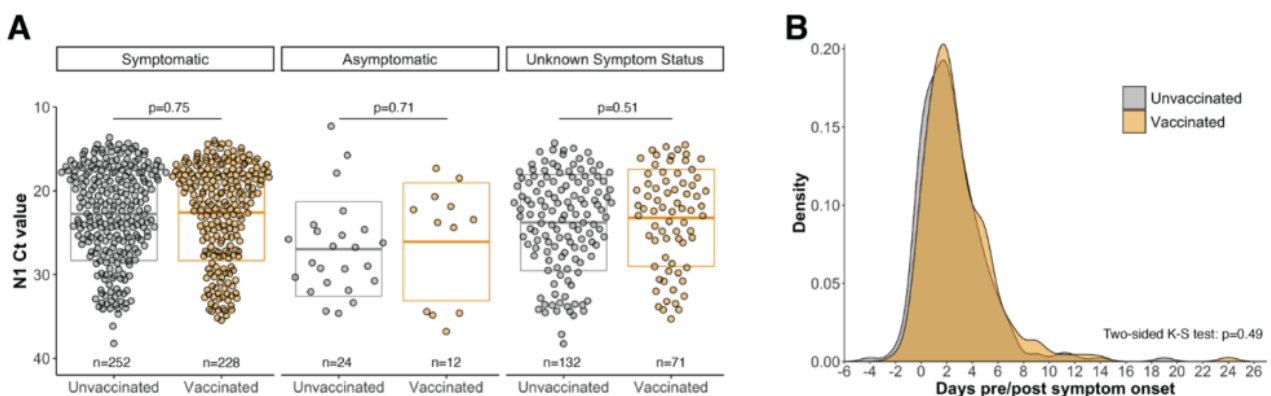 A
Symptomatic
Asymptomatic
Unknown Symptom Status
p=0.75
p=0.71
p=0.51
10
20
30
40
N1 Ct value
n=252
n=228
n=24
n=12
n=132
n=71
Unvaccinated
Vaccinated
Unvaccinated
Vaccinated
Unvaccinated
Vaccinated
B
0.20
0.15
0.10
0.05
0.00
Density
Unvaccinated
Vaccinated
Two-sided K-S test: p=0.49
-6 -4 -2 0 2 4 6 8 10 12 14 16 18 20 22 24 26
Days pre/post symptom onset